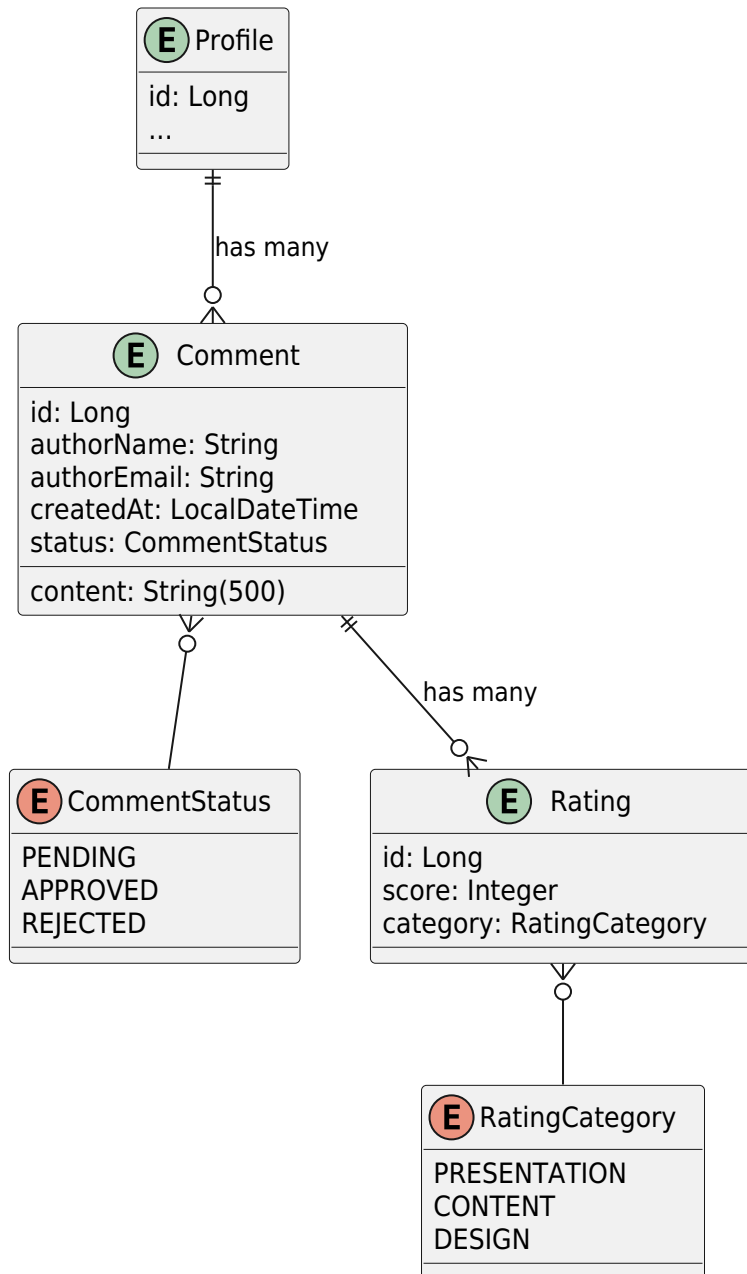 E Profile
id: Long
...
has many
E Comment
id: Long
authorName: String
authorEmail: String
createdAt: LocalDateTime
status: CommentStatus
content: String(500)
has many
E CommentStatus
PENDING
APPROVED
REJECTED
E Rating
id: Long
score: Integer
category: RatingCategory
E RatingCategory
PRESENTATION
CONTENT
DESIGN